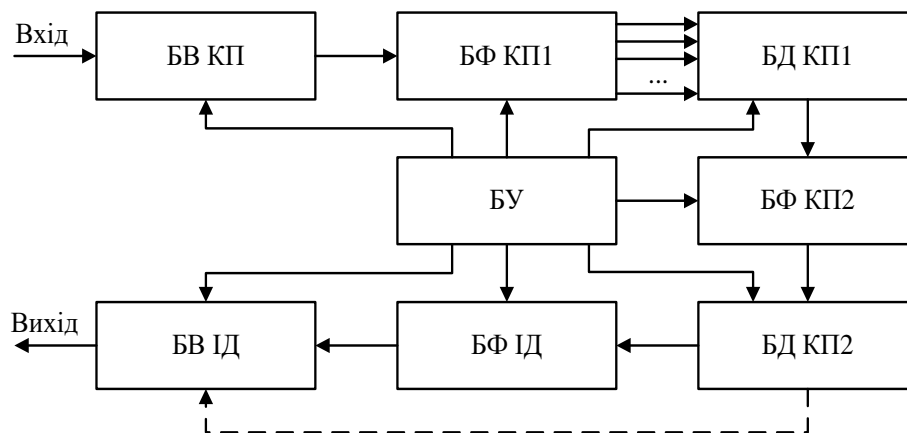 Вхід
БВ КП
БФ КП1
...
БД КП1
БУ
БФ КП2
Вихід
БВ ІД
БФ ІД
БД КП2